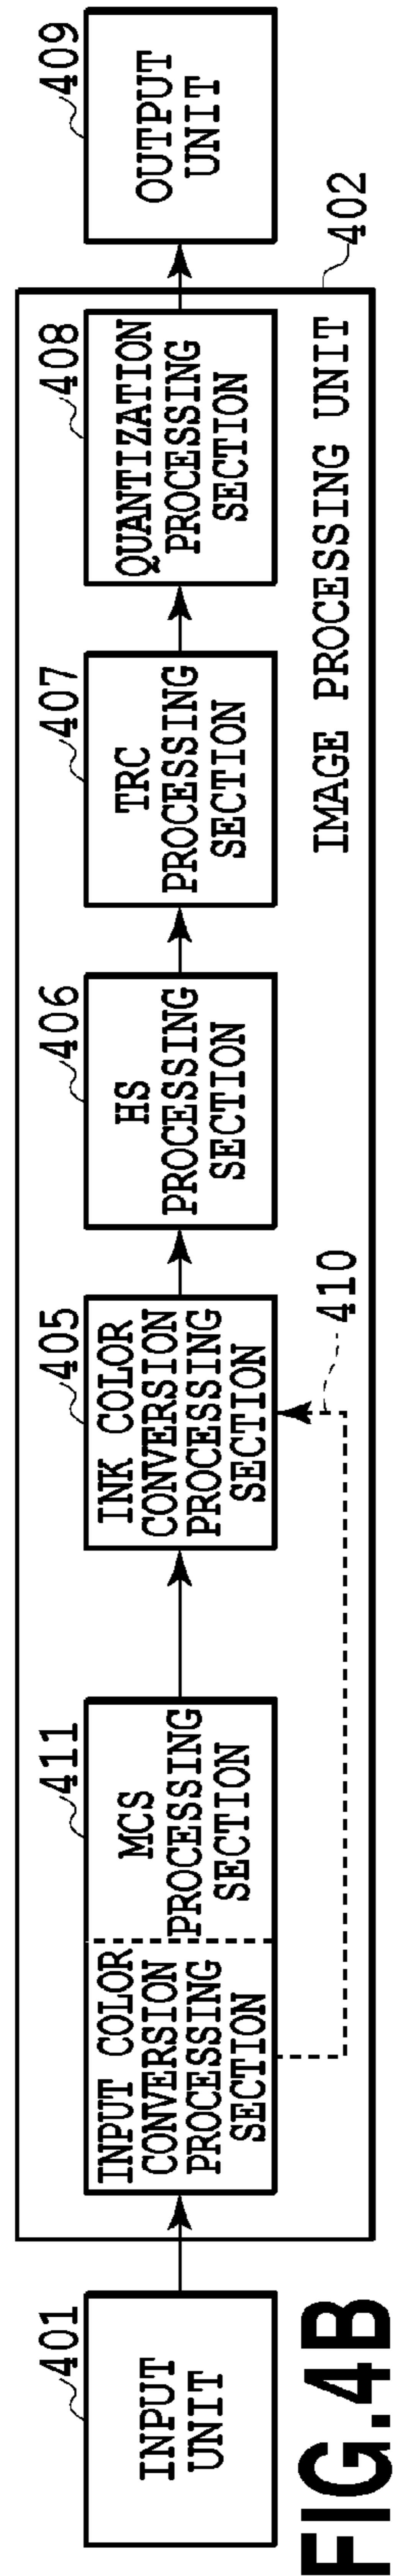 401
INPUT
UNIT
411
INPUT COLOR
CONVERSION
PROCESSING
SECTION
MCS
PROCESSING
SECTION
405
INK COLOR
CONVERSION
PROCESSING
SECTION
410
406
HS
PROCESSING
SECTION
407
TRC
PROCESSING
SECTION
408
QUANTIZATION
PROCESSING
SECTION
IMAGE PROCESSING UNIT
402
409
OUTPUT
UNIT
FIG.4B